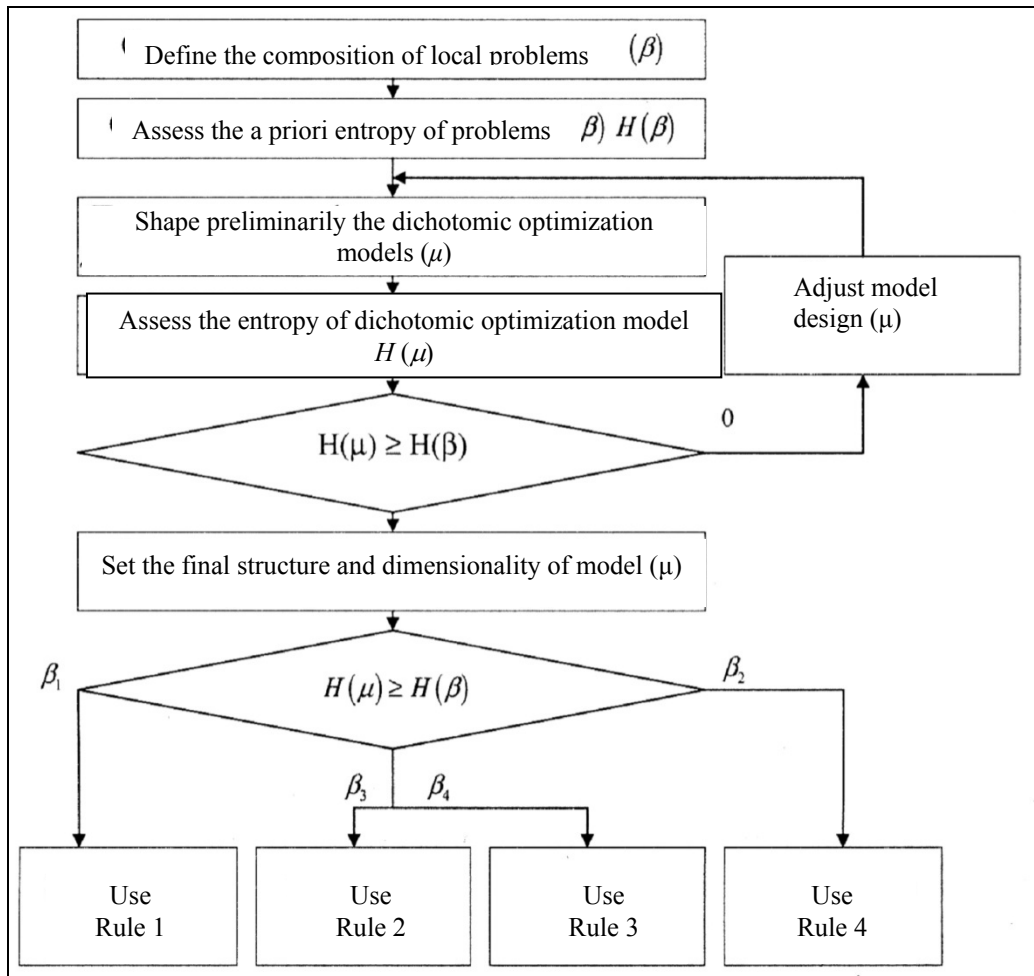 Define the composition of local problems (β)
Assess the a priori entropy of problems β) H(β)
Shape preliminarily the dichotomic optimization
models (μ)
Adjust model
design (μ)
Assess the entropy of dichotomic optimization model
H (μ)
0
H(μ) ≥ H(β)
Set the final structure and dimensionality of model (μ)
β₁
H(μ) ≥ H(β)
β₂
β₃ β₄
Use
Rule 1
Use
Rule 2
Use
Rule 3
Use
Rule 4